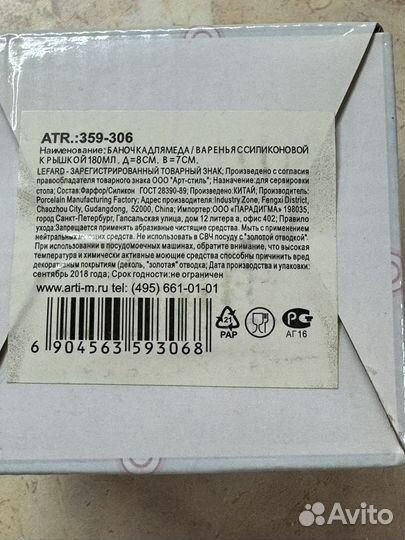 ATR.:359-306
Наименование: БАНОЧКА ДЛЯ МЕДА / ВАРЕНЬЯ С СИЛИКОНОВОЙ
КРЫШКОЙ 180МЛ. Д=8СМ. В=7СМ.
LEFARD - ЗАРЕГИСТРИРОВАННЫЙ ТОВАРНЫЙ ЗНАК; Произведено с согласия
правообладателя товарного знака ООО "Арт-стиль"; Назначение: для сервировки
стола; Состав:Фарфор/Силикон ГОСТ 28390-89; Произведено:КИТАЙ; Производитель:
Porcelain Manufacturing Factory; Адрес производителя:Industry Zone, Fengxi District,
Chaozhou City, Gudangdong, 52000, China; Импортер: ООО "ПАРАДИГМА" 198035,
город Санкт-Петербург, Гапсальская улица, дом 12 литера а, офис 402; Правило
ухода:Запрещается применять абразивные чистящие средства. Мыть с применением
нейтральных моющих средств. Не использовать в СВЧ посуду с "золотой отводкой".
При использовании в посудомоечных машинах, обратите внимание, что высокая
температура и химически активные моющие средства способны причинить вред
декоративным покрытиям (деколь, "золотая" отводка); Дата производства и упаковки:
сентябрь 2018 года; Срок годности:не ограничен
www.arti-m.ru tel: (495) 661-01-01
6 904563 593068
21
PAP
РСТ
АГ16
Avito